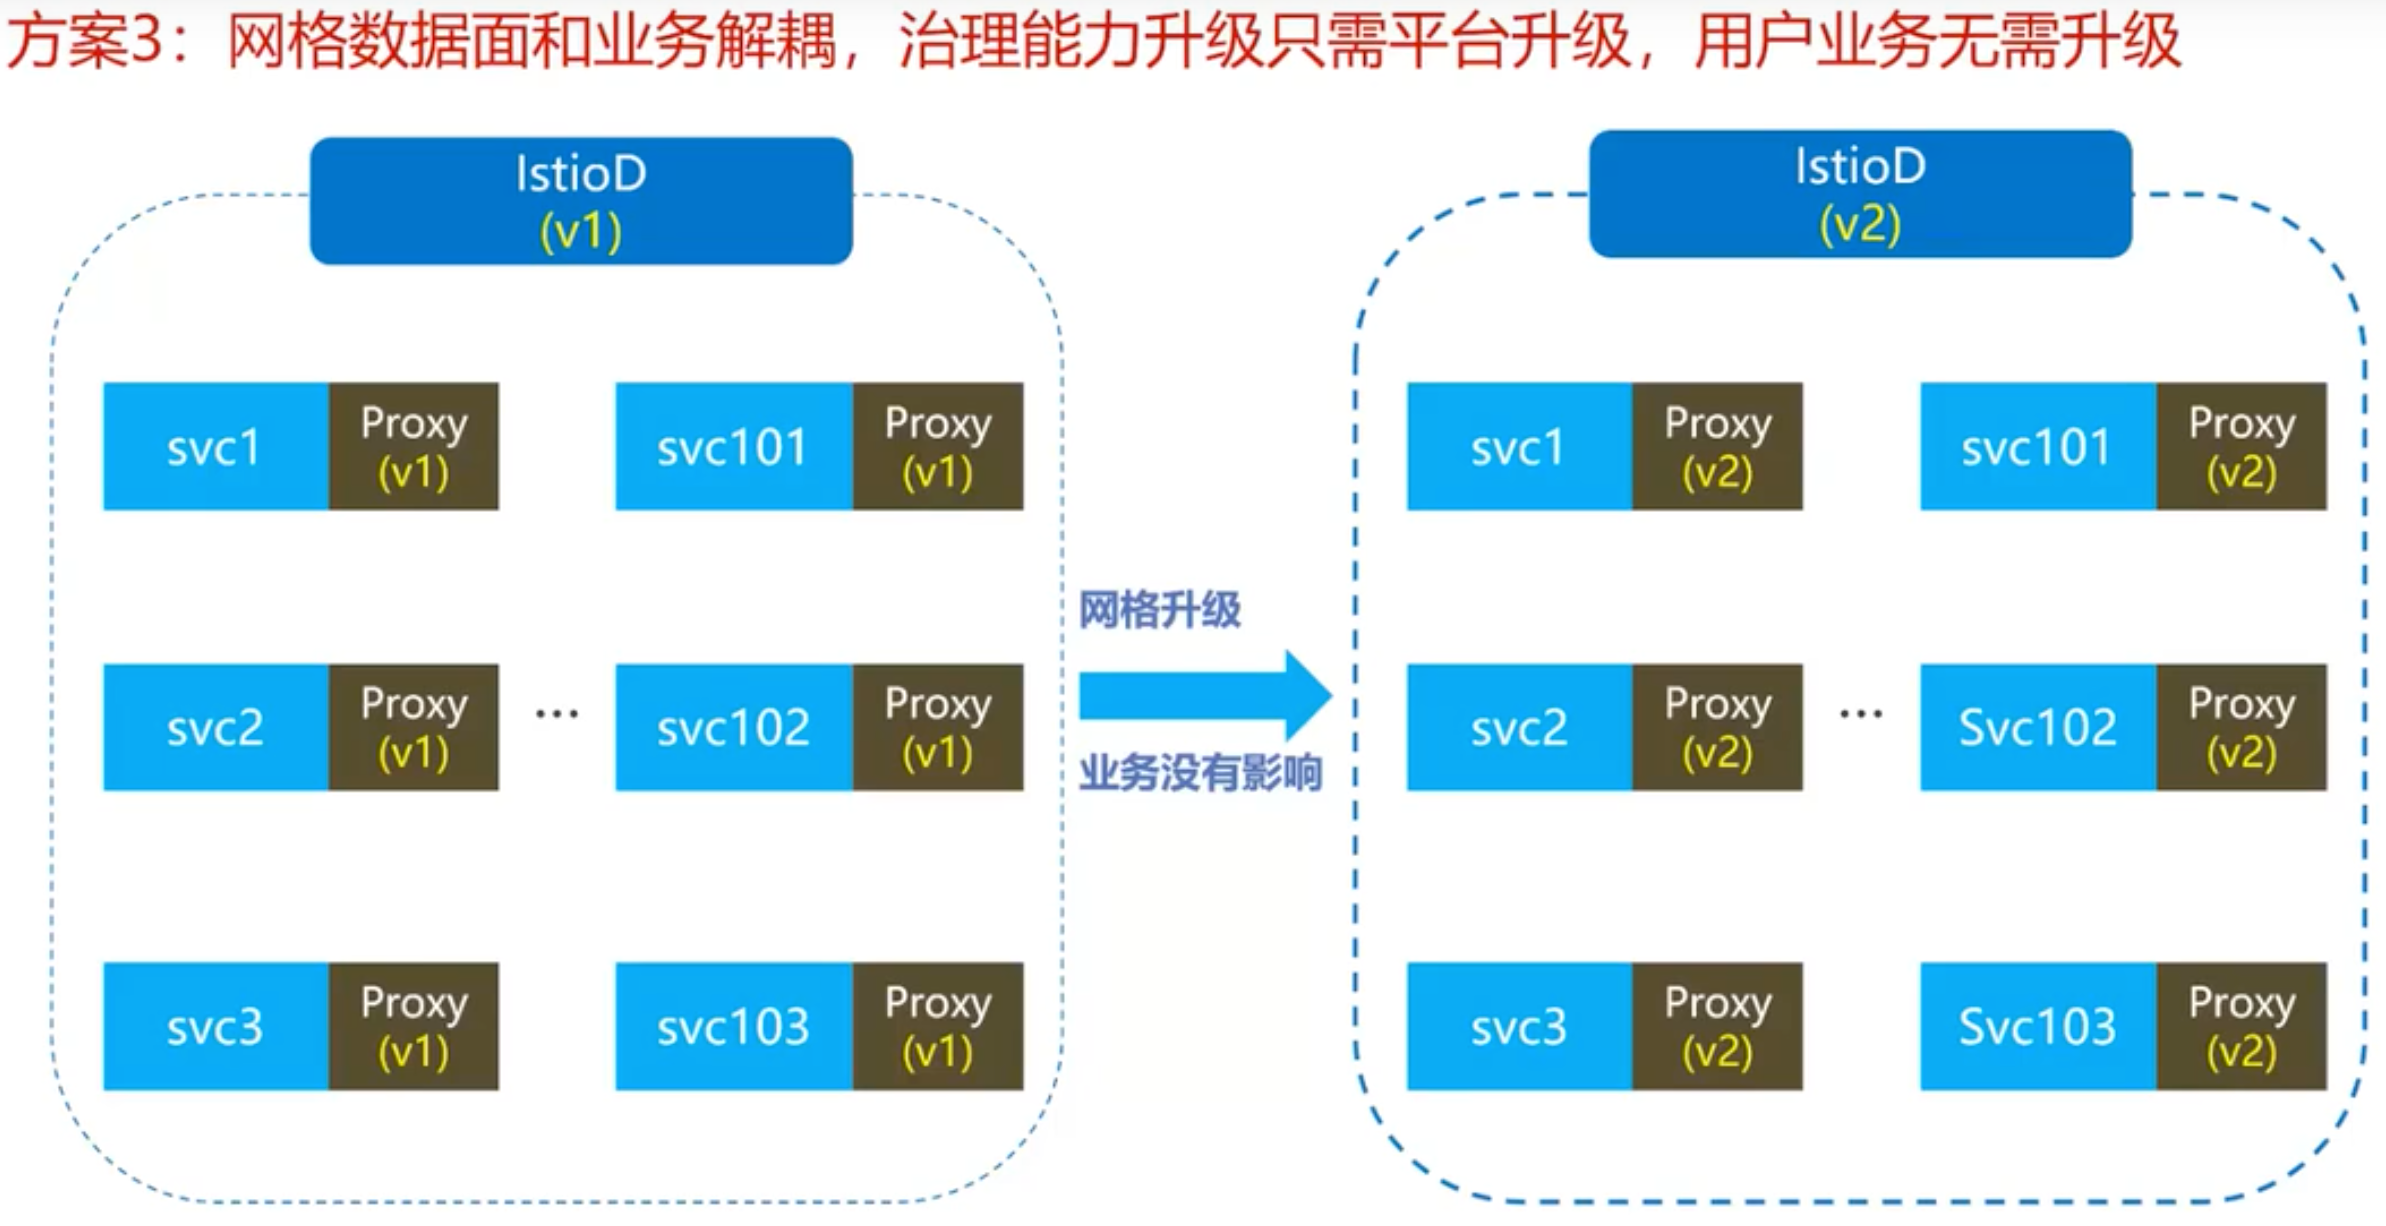 方案3：网格数据面和业务解耦，治理能力升级只需平台升级，用户业务无需升级
IstioD
(v1)
svc1
Proxy
(v1)
svc101
Proxy
(v1)
svc2
Proxy
(v1)
...
svc102
Proxy
(v1)
svc3
Proxy
(v1)
svc103
Proxy
(v1)
网格升级
业务没有影响
IstioD
(v2)
svc1
Proxy
(v2)
svc101
Proxy
(v2)
svc2
Proxy
(v2)
...
Svc102
Proxy
(v2)
svc3
Proxy
(v2)
Svc103
Proxy
(v2)